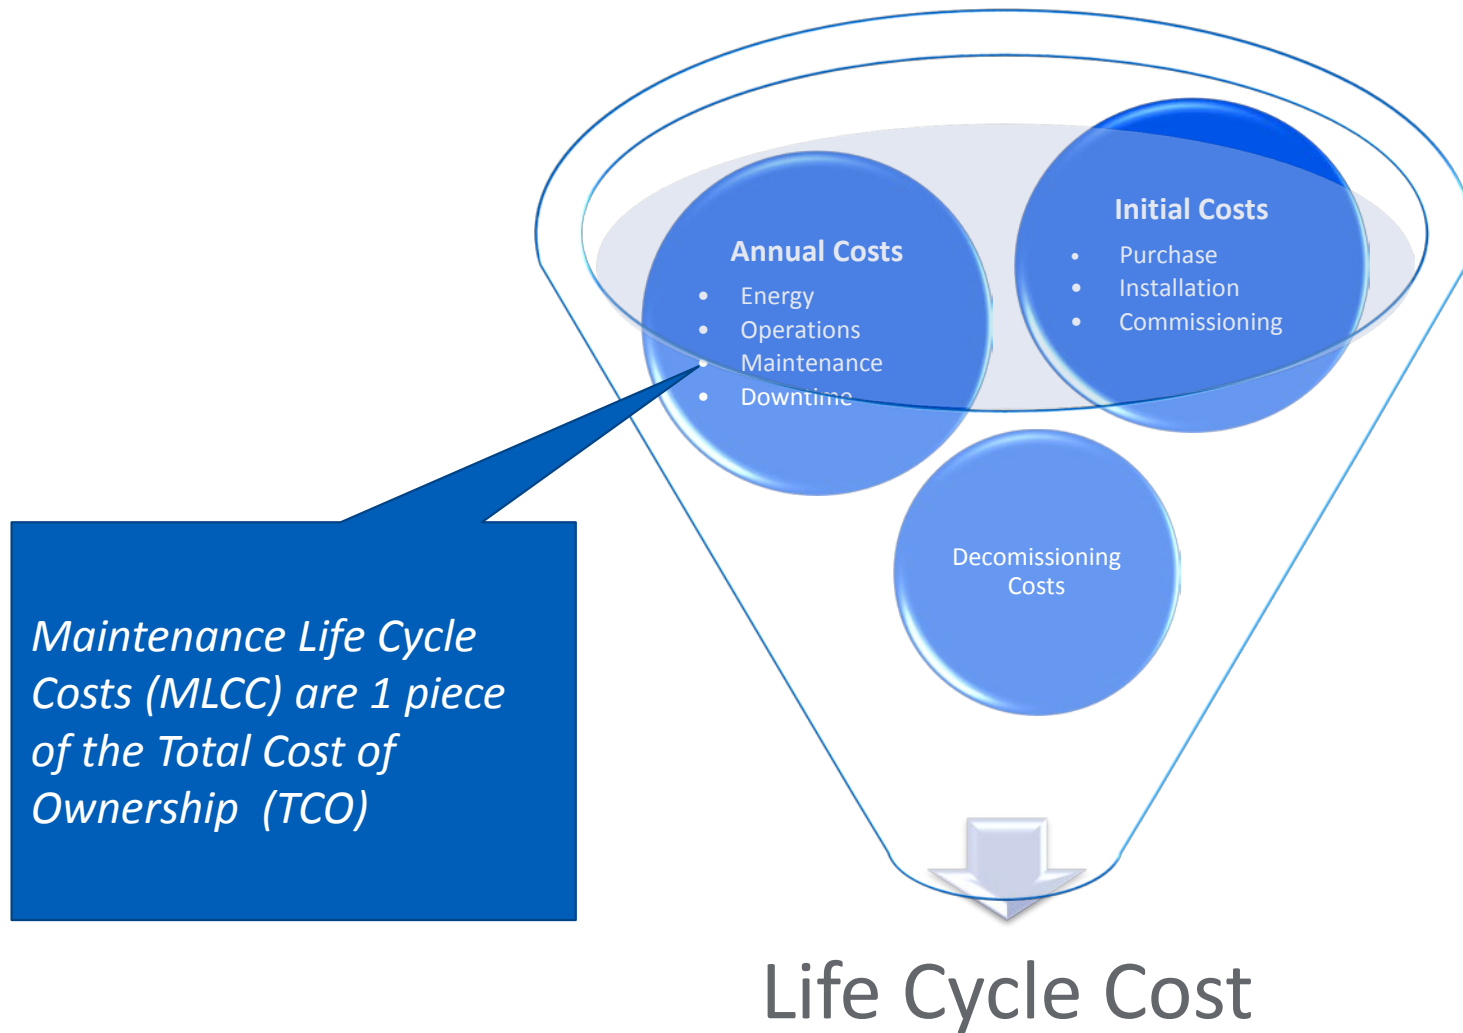 Initial Costs
• Purchase
• Installation
• Commissioning
Annual Costs
• Energy
• Operations
• Maintenance
• Downtime
Decomissioning
Costs
Maintenance Life Cycle
Costs (MLCC) are 1 piece
of the Total Cost of
Ownership  (TCO)
Life Cycle Cost